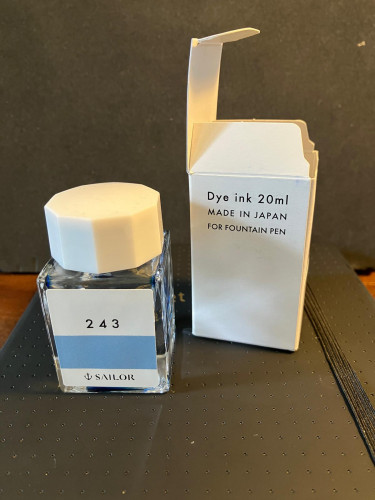 Dye ink 20ml
MADE IN JAPAN
FOR FOUNTAIN PEN
243
SAILOR